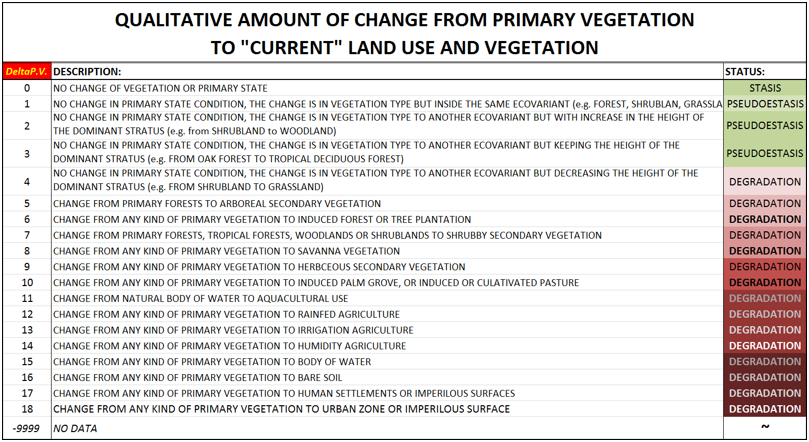 QUALITATIVE AMOUNT OF CHANGE FROM PRIMARY VEGETATION
TO "CURRENT" LAND USE AND VEGETATION
DeltaP.V. DESCRIPTION: STATUS:
0 NO CHANGE OF VEGETATION OR PRIMARY STATE STASIS
1 NO CHANGE IN PRIMARY STATE CONDITION, THE CHANGE IS IN VEGETATION TYPE BUT INSIDE THE SAME ECOVARIANT (e.g. FOREST, SHRUBLAN, GRASSLA PSEUDOESTASIS
2 NO CHANGE IN PRIMARY STATE CONDITION, THE CHANGE IS IN VEGETATION TYPE TO ANOTHER ECOVARIANT BUT WITH INCREASE IN THE HEIGHT OF
THE DOMINANT STRATUS (e.g. from SHRUBLAND to WOODLAND) PSEUDOESTASIS
3 NO CHANGE IN PRIMARY STATE CONDITION, THE CHANGE IS IN VEGETATION TYPE TO ANOTHER ECOVARIANT BUT KEEPING THE HEIGHT OF THE
DOMINANT STRATUS (e.g. FROM OAK FOREST TO TROPICAL DECIDUOUS FOREST) PSEUDOESTASIS
4 NO CHANGE IN PRIMARY STATE CONDITION, THE CHANGE IS IN VEGETATION TYPE TO ANOTHER ECOVARIANT BUT DECREASING THE HEIGHT OF THE
DOMINANT STRATUS (e.g. FROM SHRUBLAND TO GRASSLAND) DEGRADATION
5 CHANGE FROM PRIMARY FORESTS TO ARBOREAL SECONDARY VEGETATION DEGRADATION
6 CHANGE FROM ANY KIND OF PRIMARY VEGETATION TO INDUCED FOREST OR TREE PLANTATION DEGRADATION
7 CHANGE FROM PRIMARY FORESTS, TROPICAL FORESTS, WOODLANDS OR SHRUBLANDS TO SHRUBBY SECONDARY VEGETATION DEGRADATION
8 CHANGE FROM ANY KIND OF PRIMARY VEGETATION TO SAVANNA VEGETATION DEGRADATION
9 CHANGE FROM ANY KIND OF PRIMARY VEGETATION TO HERBCEOUS SECONDARY VEGETATION DEGRADATION
10 CHANGE FROM ANY KIND OF PRIMARY VEGETATION TO INDUCED PALM GROVE, OR INDUCED OR CULATIVATED PASTURE DEGRADATION
11 CHANGE FROM NATURAL BODY OF WATER TO AQUACULTURAL USE DEGRADATION
12 CHANGE FROM ANY KIND OF PRIMARY VEGETATION TO RAINFED AGRICULTURE DEGRADATION
13 CHANGE FROM ANY KIND OF PRIMARY VEGETATION TO IRRIGATION AGRICULTURE DEGRADATION
14 CHANGE FROM ANY KIND OF PRIMARY VEGETATION TO HUMIDITY AGRICULTURE DEGRADATION
15 CHANGE FROM ANY KIND OF PRIMARY VEGETATION TO BODY OF WATER DEGRADATION
16 CHANGE FROM ANY KIND OF PRIMARY VEGETATION TO BARE SOIL DEGRADATION
17 CHANGE FROM ANY KIND OF PRIMARY VEGETATION TO HUMAN SETTLEMENTS OR IMPERILOUS SURFACES DEGRADATION
18 CHANGE FROM ANY KIND OF PRIMARY VEGETATION TO URBAN ZONE OR IMPERILOUS SURFACE DEGRADATION
-9999 NO DATA ~